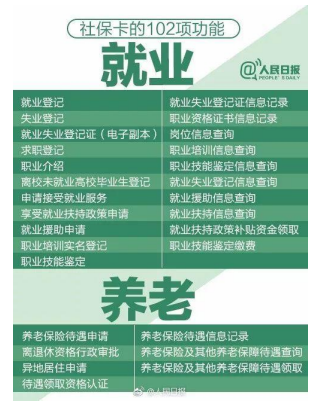 社保卡的102项功能
就业
@人民日报
PEOPLE'S DAILY
就业登记 就业失业登记证信息记录
失业登记 职业资格证书信息记录
就业失业登记证（电子副本） 岗位信息查询
求职登记 职业培训信息查询
职业介绍 职业技能鉴定信息查询
离校未就业高校毕业生登记 就业失业登记信息查询
申请接受就业服务 就业援助信息查询
享受就业扶持政策申请 就业扶持信息查询
就业援助申请 就业扶持政策补贴资金领取
职业培训实名登记 职业技能鉴定缴费
职业技能鉴定
养老
养老保险待遇申请 养老保险待遇信息记录
离退休资格行政审批 养老保险及其他养老保障待遇查询
异地居住申请 养老保险及其他养老保障待遇领取
待遇领取资格认证
@人民日报